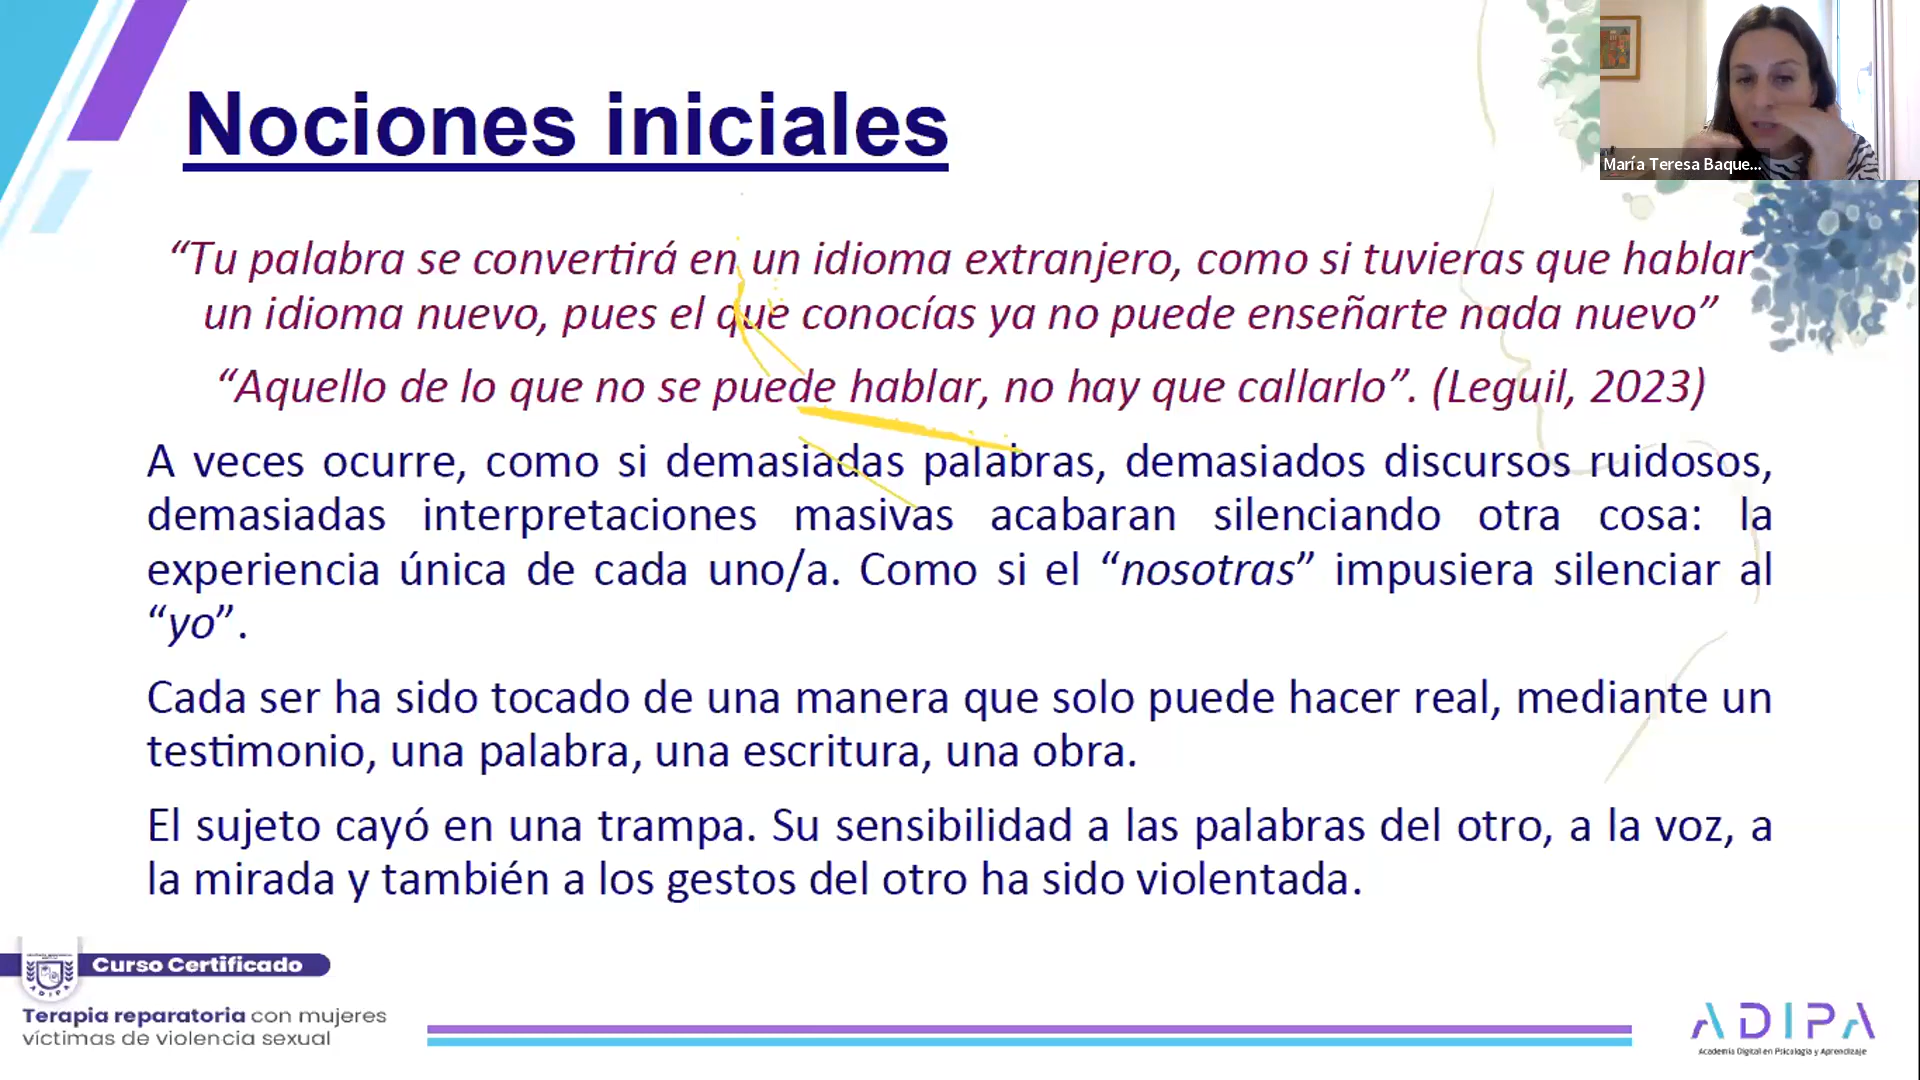 María Teresa Baque...
Nociones iniciales
“Tu palabra se convertirá en un idioma extranjero, como si tuvieras que hablar
un idioma nuevo, pues el que conocías ya no puede enseñarte nada nuevo”
“Aquello de lo que no se puede hablar, no hay que callarlo”. (Leguil, 2023)
A veces ocurre, como si demasiadas palabras, demasiados discursos ruidosos,
demasiadas interpretaciones masivas acabaran silenciando otra cosa: la
experiencia única de cada uno/a. Como si el “nosotras” impusiera silenciar al
“yo”.
Cada ser ha sido tocado de una manera que solo puede hacer real, mediante un
testimonio, una palabra, una escritura, una obra.
El sujeto cayó en una trampa. Su sensibilidad a las palabras del otro, a la voz, a
la mirada y también a los gestos del otro ha sido violentada.
Curso Certificado
ADIPA
Terapia reparatoria con mujeres
víctimas de violencia sexual
ADIPA
Academia Digital en Psicología y Aprendizaje